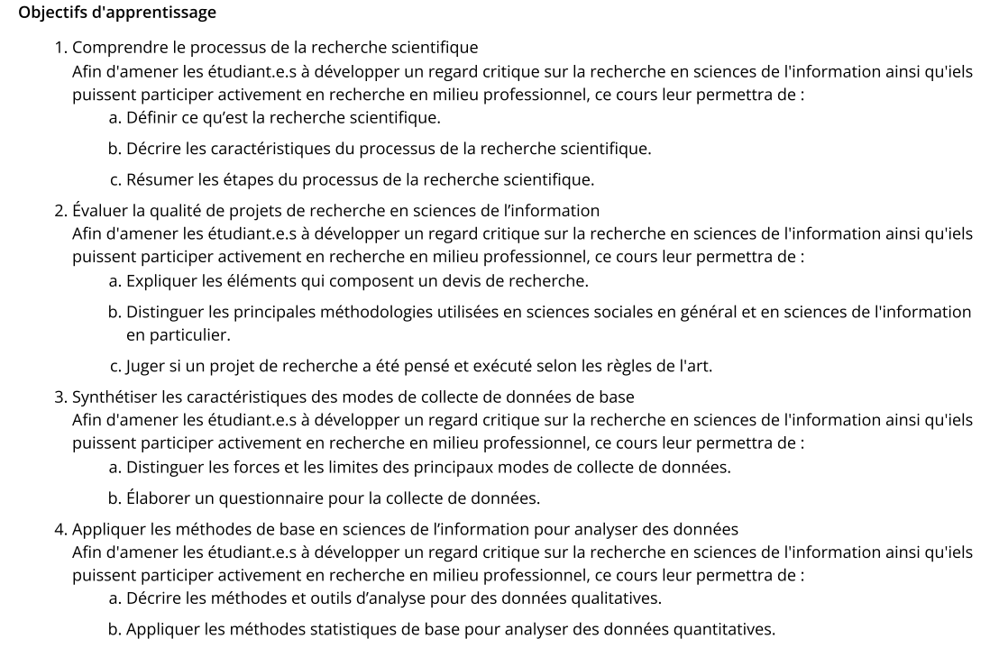 Objectifs d'apprentissage
1. Comprendre le processus de la recherche scientifique
Afin d'amener les étudiant.e.s à développer un regard critique sur la recherche en sciences de l'information ainsi qu'iels
puissent participer activement en recherche en milieu professionnel, ce cours leur permettra de :
a. Définir ce qu’est la recherche scientifique.
b. Décrire les caractéristiques du processus de la recherche scientifique.
c. Résumer les étapes du processus de la recherche scientifique.
2. Évaluer la qualité de projets de recherche en sciences de l’information
Afin d'amener les étudiant.e.s à développer un regard critique sur la recherche en sciences de l'information ainsi qu'iels
puissent participer activement en recherche en milieu professionnel, ce cours leur permettra de :
a. Expliquer les éléments qui composent un devis de recherche.
b. Distinguer les principales méthodologies utilisées en sciences sociales en général et en sciences de l'information
en particulier.
c. Juger si un projet de recherche a été pensé et exécuté selon les règles de l'art.
3. Synthétiser les caractéristiques des modes de collecte de données de base
Afin d'amener les étudiant.e.s à développer un regard critique sur la recherche en sciences de l'information ainsi qu'iels
puissent participer activement en recherche en milieu professionnel, ce cours leur permettra de :
a. Distinguer les forces et les limites des principaux modes de collecte de données.
b. Élaborer un questionnaire pour la collecte de données.
4. Appliquer les méthodes de base en sciences de l’information pour analyser des données
Afin d'amener les étudiant.e.s à développer un regard critique sur la recherche en sciences de l'information ainsi qu'iels
puissent participer activement en recherche en milieu professionnel, ce cours leur permettra de :
a. Décrire les méthodes et outils d’analyse pour des données qualitatives.
b. Appliquer les méthodes statistiques de base pour analyser des données quantitatives.